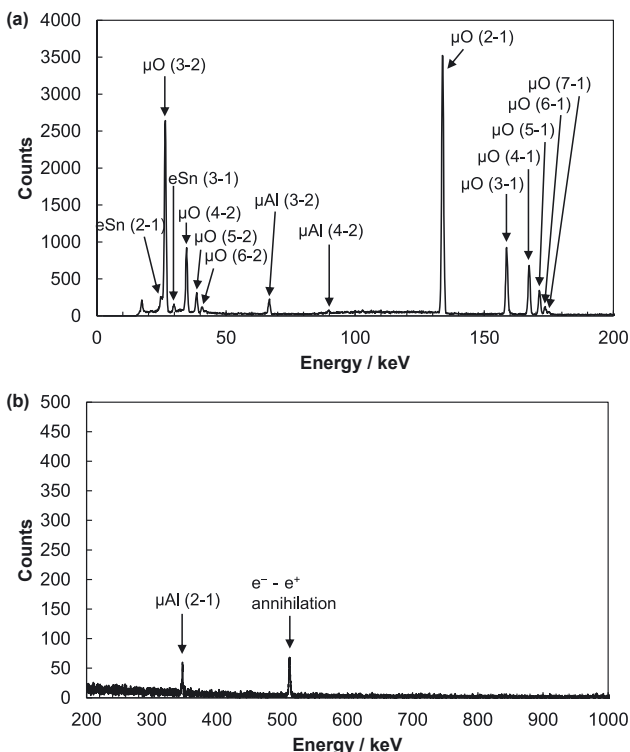 (a)
4000
3500
3000
2500
2000
1500
1000
500
0
Counts
µO (3-2)
eSn (3-1)
eSn (2-1)
µO (4-2)
µO (5-2)
µO (6-2)
µAl (3-2)
µAl (4-2)
µO (2-1)
µO (7-1)
µO (6-1)
µO (5-1)
µO (4-1)
µO (3-1)
0 50 100 150 200
Energy / keV
(b)
500
450
400
350
300
250
200
150
100
50
0
Counts
µAl (2-1)
e⁻ - e⁺
annihilation
200 300 400 500 600 700 800 900 1000
Energy / keV